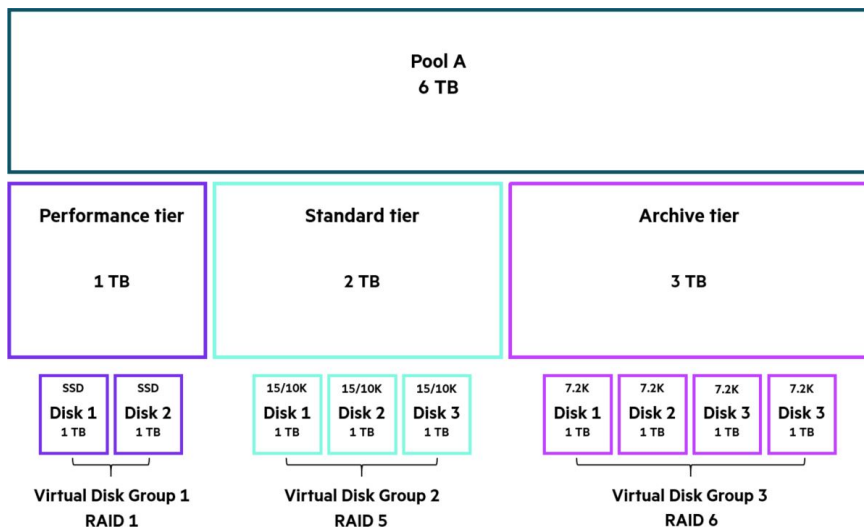 Pool A
6 TB
Performance tier
1 TB
Standard tier
2 TB
Archive tier
3 TB
SSD
Disk 1
1 TB
SSD
Disk 2
1 TB
15/10K
Disk 1
1 TB
15/10K
Disk 2
1 TB
15/10K
Disk 3
1 TB
7.2K
Disk 1
1 TB
7.2K
Disk 2
1 TB
7.2K
Disk 3
1 TB
7.2K
Disk 3
1 TB
Virtual Disk Group 1
RAID 1
Virtual Disk Group 2
RAID 5
Virtual Disk Group 3
RAID 6